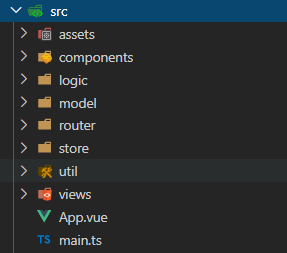 src
assets
components
logic
model
router
store
util
views
App.vue
TS main.ts